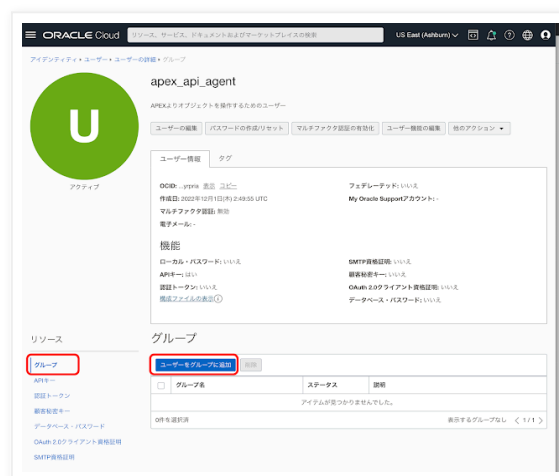 ORACLE Cloud リソース、サービス、ドキュメントおよびマーケットプレイスの検索 US East (Ashburn)
アイデンティティ › ユーザー › ユーザーの詳細 › グループ
U
アクティブ
apex_api_agent
APEXよりオブジェクトを操作するためのユーザー
ユーザーの編集 パスワードの作成/リセット マルチファクタ認証の有効化 ユーザー機能の編集 他のアクション
ユーザー情報 タグ
OCID: ...yrpria 表示 コピー フェデレーテッド: いいえ
作成日: 2022年12月1日(木) 2:49:55 UTC My Oracle Supportアカウント: -
マルチファクタ認証: 無効
電子メール: -
機能
ローカル・パスワード: いいえ SMTP資格証明: いいえ
APIキー: はい 顧客秘密キー: いいえ
認証トークン: いいえ OAuth 2.0クライアント資格証明: いいえ
構成ファイルの表示 データベース・パスワード: いいえ
リソース
グループ
APIキー
認証トークン
顧客秘密キー
データベース・パスワード
OAuth 2.0クライアント資格証明
SMTP資格証明
グループ
ユーザーをグループに追加 削除
グループ名 ステータス 説明
アイテムが見つかりませんでした。
0件を選択済 表示するグループなし < 1 / 1 >